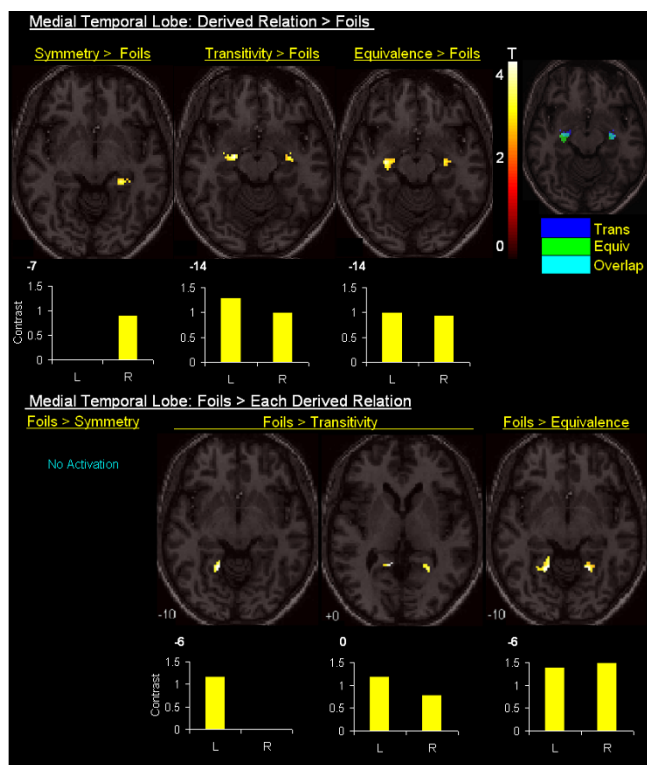 Medial Temporal Lobe: Derived Relation > Foils
Symmetry > Foils
Transitivity > Foils
Equivalence > Foils
T
4
2
0
Trans
Equiv
Overlap
-7
-14
-14
Contrast
1.5
1
0.5
0
L
R
1.5
1
0.5
0
L
R
1.5
1
0.5
0
L
R
Medial Temporal Lobe: Foils > Each Derived Relation
Foils > Symmetry
Foils > Transitivity
Foils > Equivalence
No Activation
-10
+0
-10
-6
0
-6
Contrast
1.5
1
0.5
0
L
R
1.5
1
0.5
0
L
R
1.5
1
0.5
0
L
R